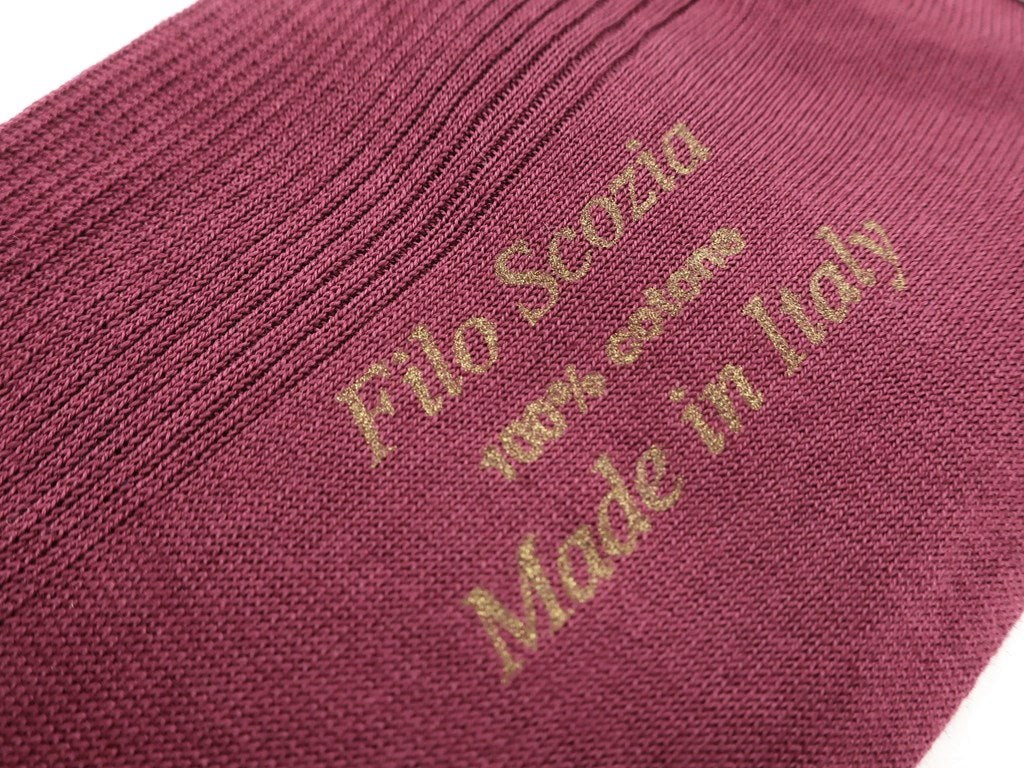 Filo Scozia
100% cotone
Made in Italy